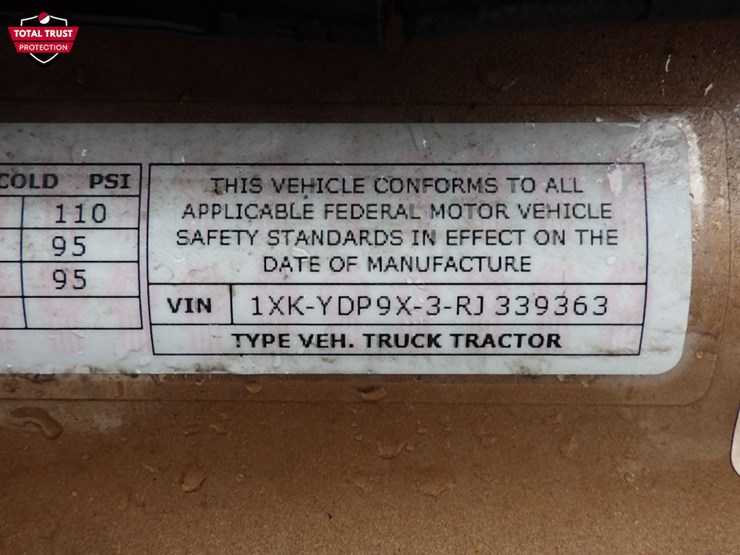 TOTAL TRUST
PROTECTION
COLD PSI
110
95
95
THIS VEHICLE CONFORMS TO ALL
APPLICABLE FEDERAL MOTOR VEHICLE
SAFETY STANDARDS IN EFFECT ON THE
DATE OF MANUFACTURE
VIN 1XK-YDP9X-3-RJ 339363
TYPE VEH. TRUCK TRACTOR